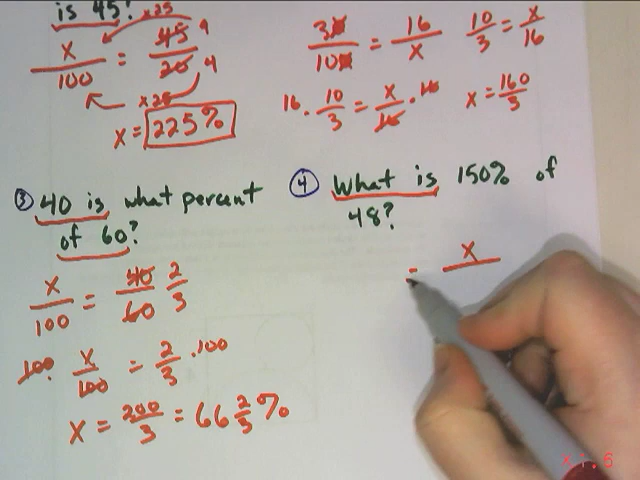 is 45?
x/100 = 45/20 9/4
x25
x25
x = 225%
30/100 = 16/x
10/3 = x/16
16 · 10/3 = x/16 · 16
x = 160/3
③ 40 is what percent
of 60?
x/100 = 40/60 2/3
100 · x/100 = 2/3 · 100
x = 200/3 = 66 2/3 %
④ What is 150% of
48?
= x